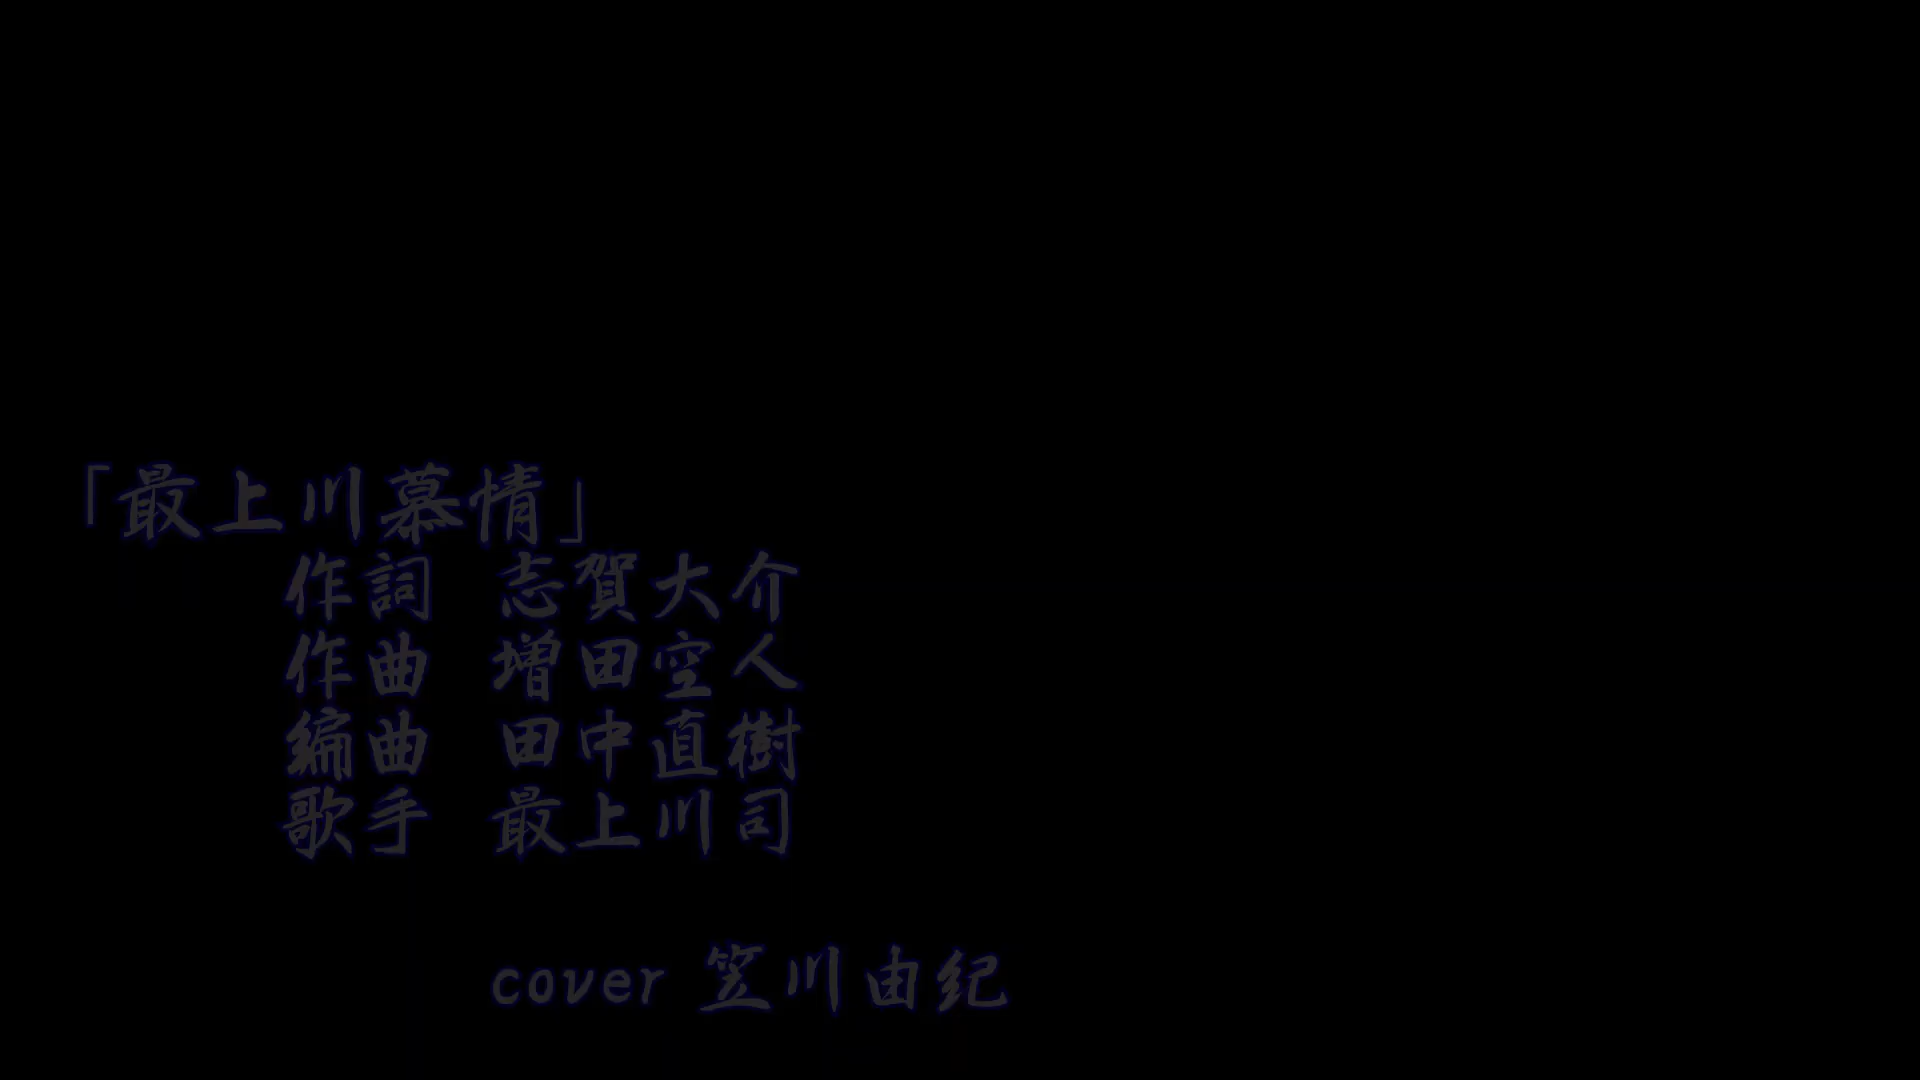 「最上川慕情」
作詞 志賀大介
作曲 増田空人
編曲 田中直樹
歌手 最上川司
cover 笠川由紀